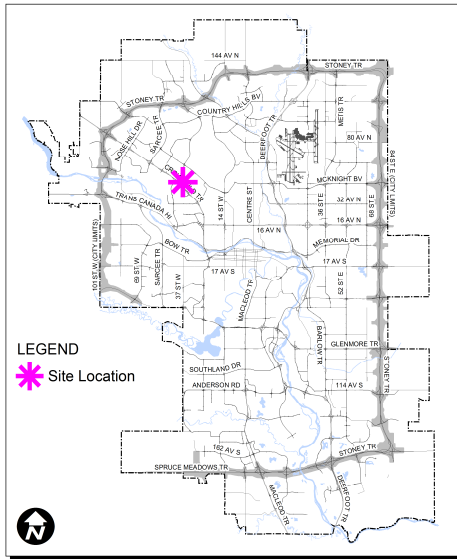 144 AV N
STONEY TR
STONEY TR
COUNTRY HILLS BV
METIS TR
NOSE HILL DR
SARCEE TR
DEERFOOT TR
80 AV N
85 ST E (CITY LIMITS)
MCKNIGHT BV
TRANS CANADA HI
14 ST W
CENTRE ST
36 ST E
32 AV N
68 ST E
16 AV N
16 AV N
BOW TR
MEMORIAL DR
101 ST W (CITY LIMITS)
69 ST W
SARCEE TR
37 ST W
17 AV S
17 AV S
52 ST E
MACLEOD TR
BARLOW TR
GLENMORE TR
LEGEND
Site Location
SOUTHLAND DR
ANDERSON RD
114 AV S
STONEY TR
162 AV S
STONEY TR
SPRUCE MEADOWS TR
MACLEOD TR
DEERFOOT TR
N